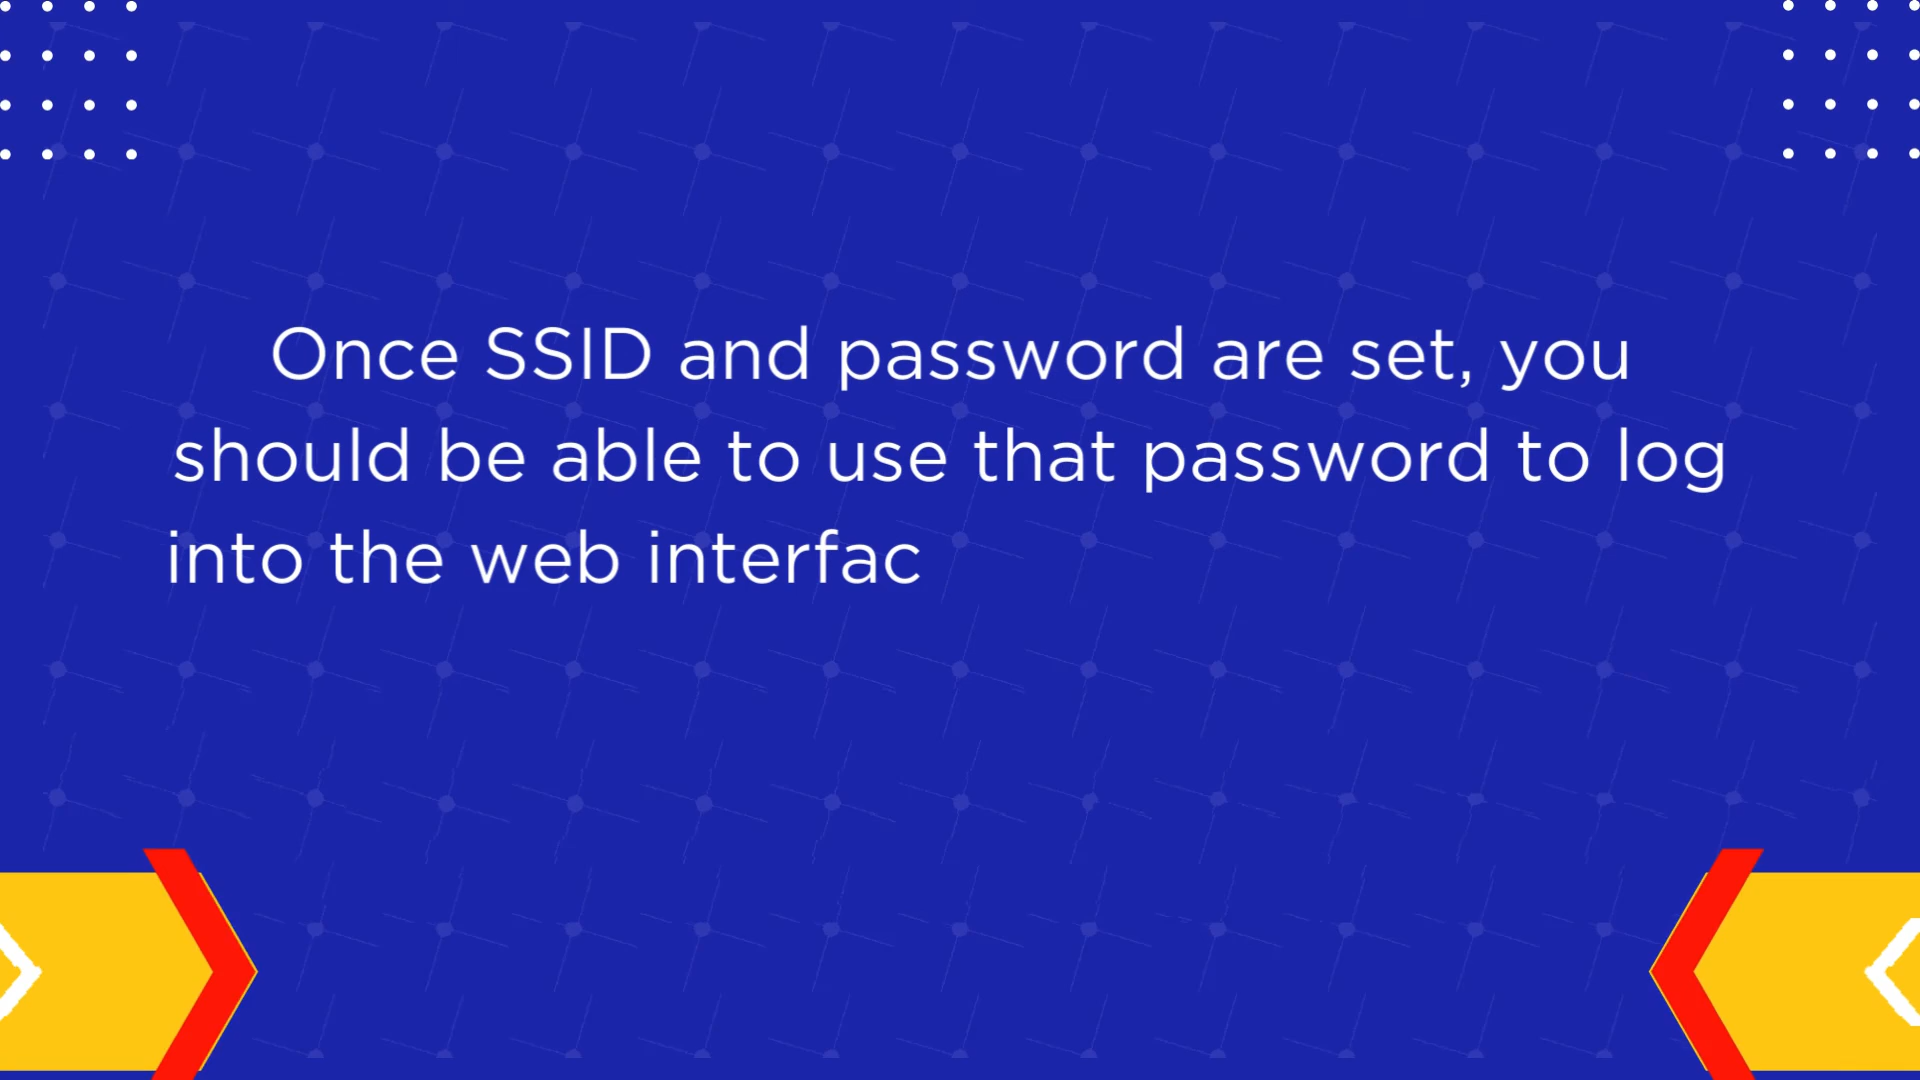 Once SSID and password are set, you
should be able to use that password to log
into the web interfac